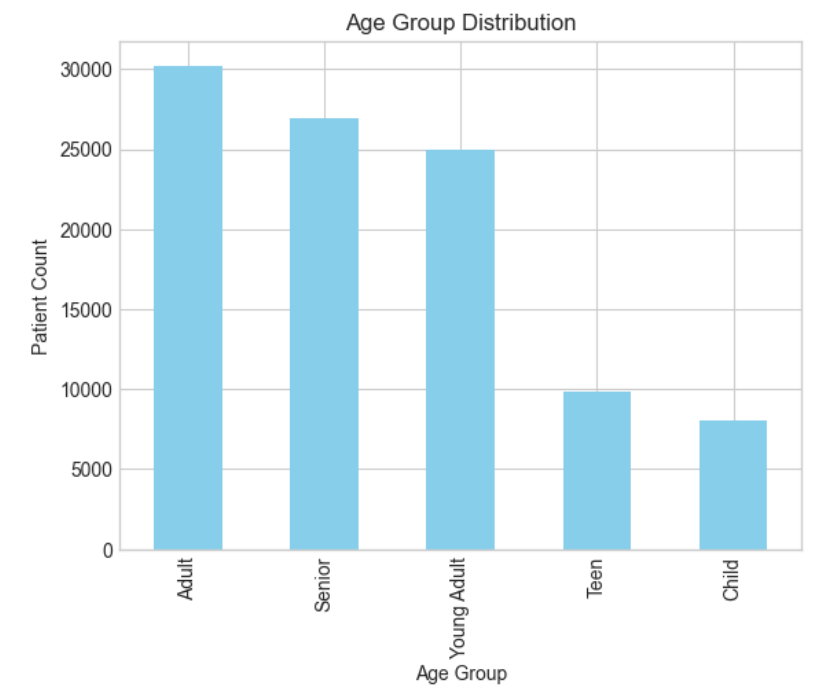 Age Group Distribution
Patient Count
30000
25000
20000
15000
10000
5000
0
Adult
Senior
Young Adult
Teen
Child
Age Group